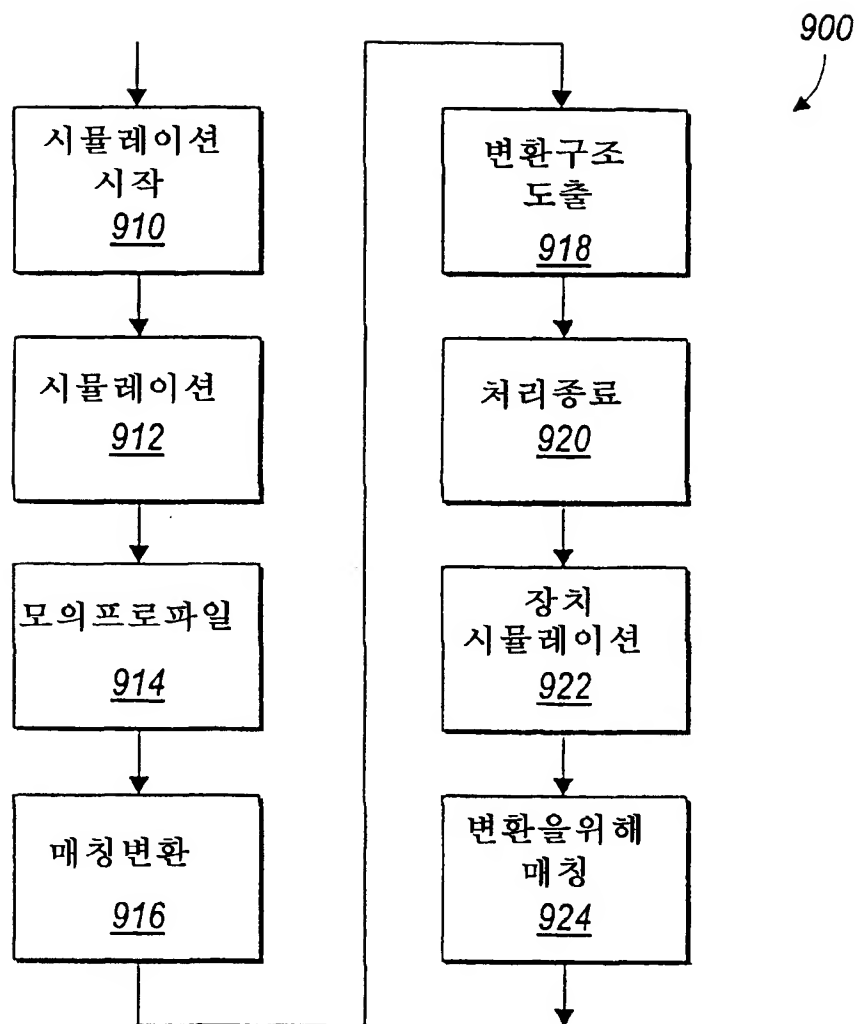 900
시뮬레이션
시작
910
시뮬레이션
912
모의프로파일
914
매칭변환
916
변환구조
도출
918
처리종료
920
장치
시뮬레이션
922
변환을위해
매칭
924